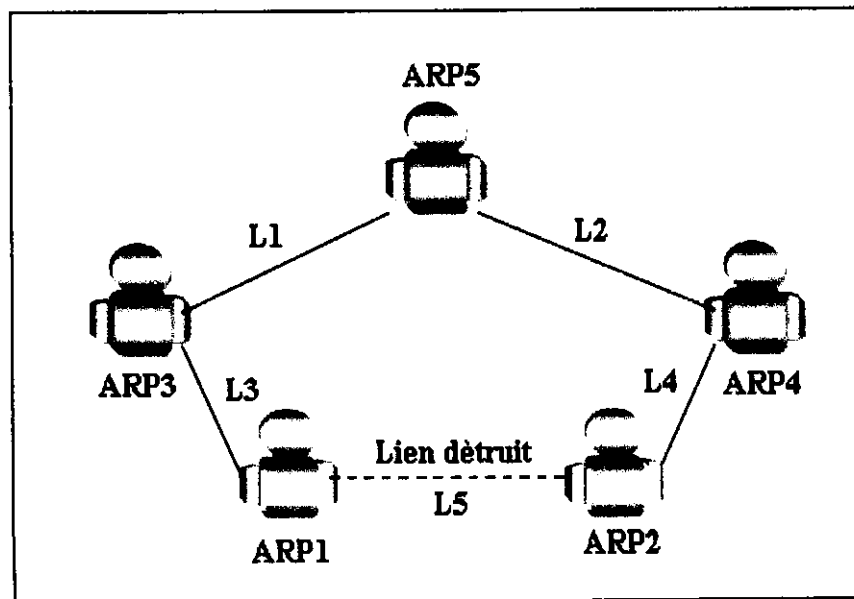 ARP5
L1
L2
ARP3
L3
L4
ARP4
Lien dètruit
L5
ARP1
ARP2